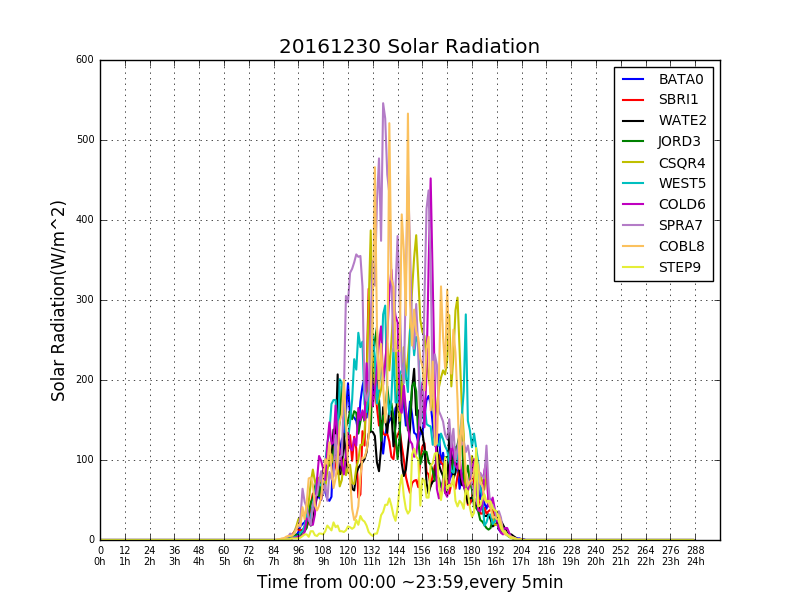 20161230 Solar Radiation
600
500
400
300
200
100
0
Solar Radiation(W/m^2)
BATA0
SBRI1
WATE2
JORD3
CSQR4
WEST5
COLD6
SPRA7
COBL8
STEP9
0 12 24 36 48 60 72 84 96 108 120 132 144 156 168 180 192 204 216 228 240 252 264 276 288
0h 1h 2h 3h 4h 5h 6h 7h 8h 9h 10h 11h 12h 13h 14h 15h 16h 17h 18h 19h 20h 21h 22h 23h 24h
Time from 00:00 ~23:59,every 5min